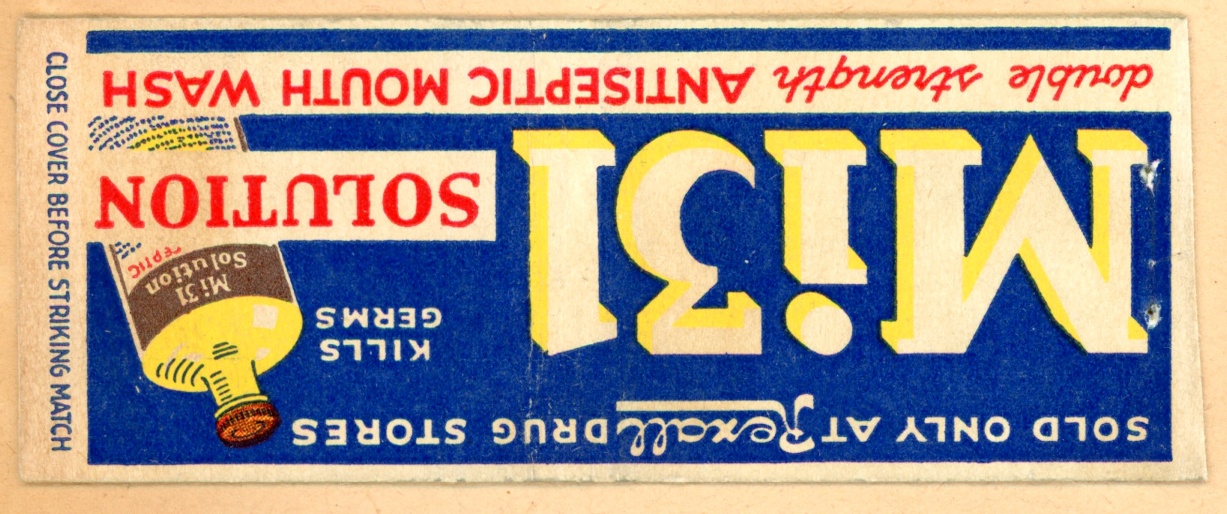 SOLD ONLY AT Rexall DRUG STORES
KILLS
GERMS
Mi31
SOLUTION
double strength ANTISEPTIC MOUTH WASH
Mi31
Solution
EPTIC
CLOSE COVER BEFORE STRIKING MATCH